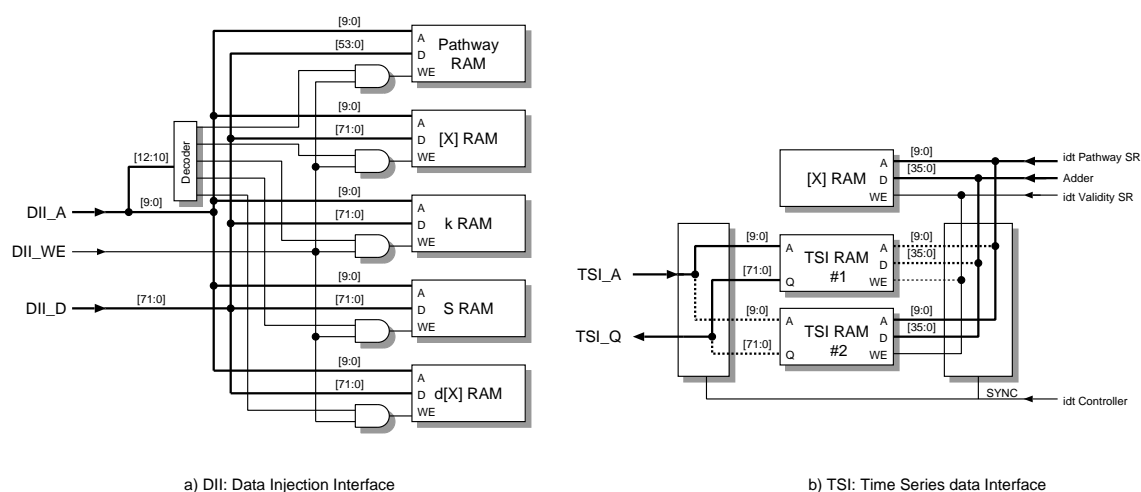 [9:0]
A
[53:0]
D
Pathway
RAM
WE
[9:0]
A
[71:0]
D
[X] RAM
WE
Decoder
[12:10]
[9:0]
A
[71:0]
D
k RAM
WE
DII_A
[9:0]
DII_WE
[9:0]
A
DII_D
[71:0]
[71:0]
D
S RAM
WE
[9:0]
A
[71:0]
D
d[X] RAM
WE
a) DII: Data Injection Interface
[X] RAM
A
[9:0]
idt Pathway SR
D
[35:0]
Adder
WE
idt Validity SR
TSI_A
[9:0]
A
TSI RAM
#1
A
[9:0]
D
[35:0]
[71:0]
Q
WE
TSI_Q
[9:0]
A
TSI RAM
#2
A
[9:0]
D
[35:0]
[71:0]
Q
WE
SYNC
idt Controller
b) TSI: Time Series data Interface